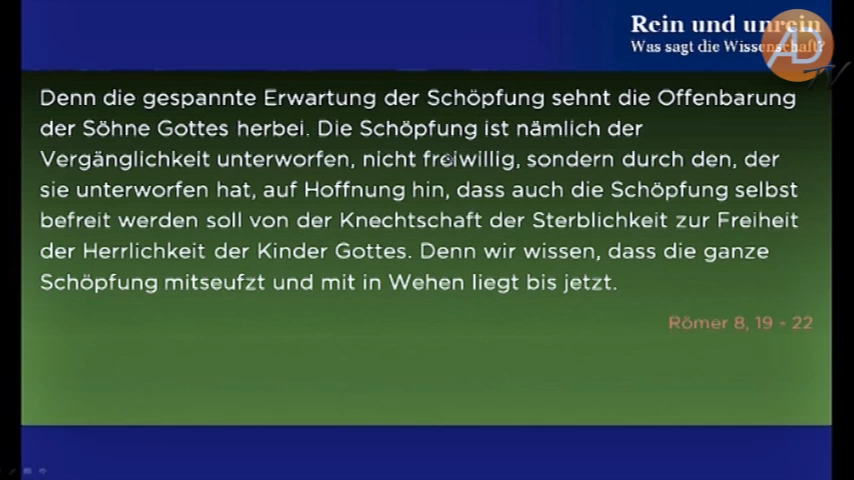 Rein und unrein
Was sagt die Wissenschaft?
AD
TV
Denn die gespannte Erwartung der Schöpfung sehnt die Offenbarung
der Söhne Gottes herbei. Die Schöpfung ist nämlich der
Vergänglichkeit unterworfen, nicht freiwillig, sondern durch den, der
sie unterworfen hat, auf Hoffnung hin, dass auch die Schöpfung selbst
befreit werden soll von der Knechtschaft der Sterblichkeit zur Freiheit
der Herrlichkeit der Kinder Gottes. Denn wir wissen, dass die ganze
Schöpfung mitseufzt und mit in Wehen liegt bis jetzt.
Römer 8, 19 - 22